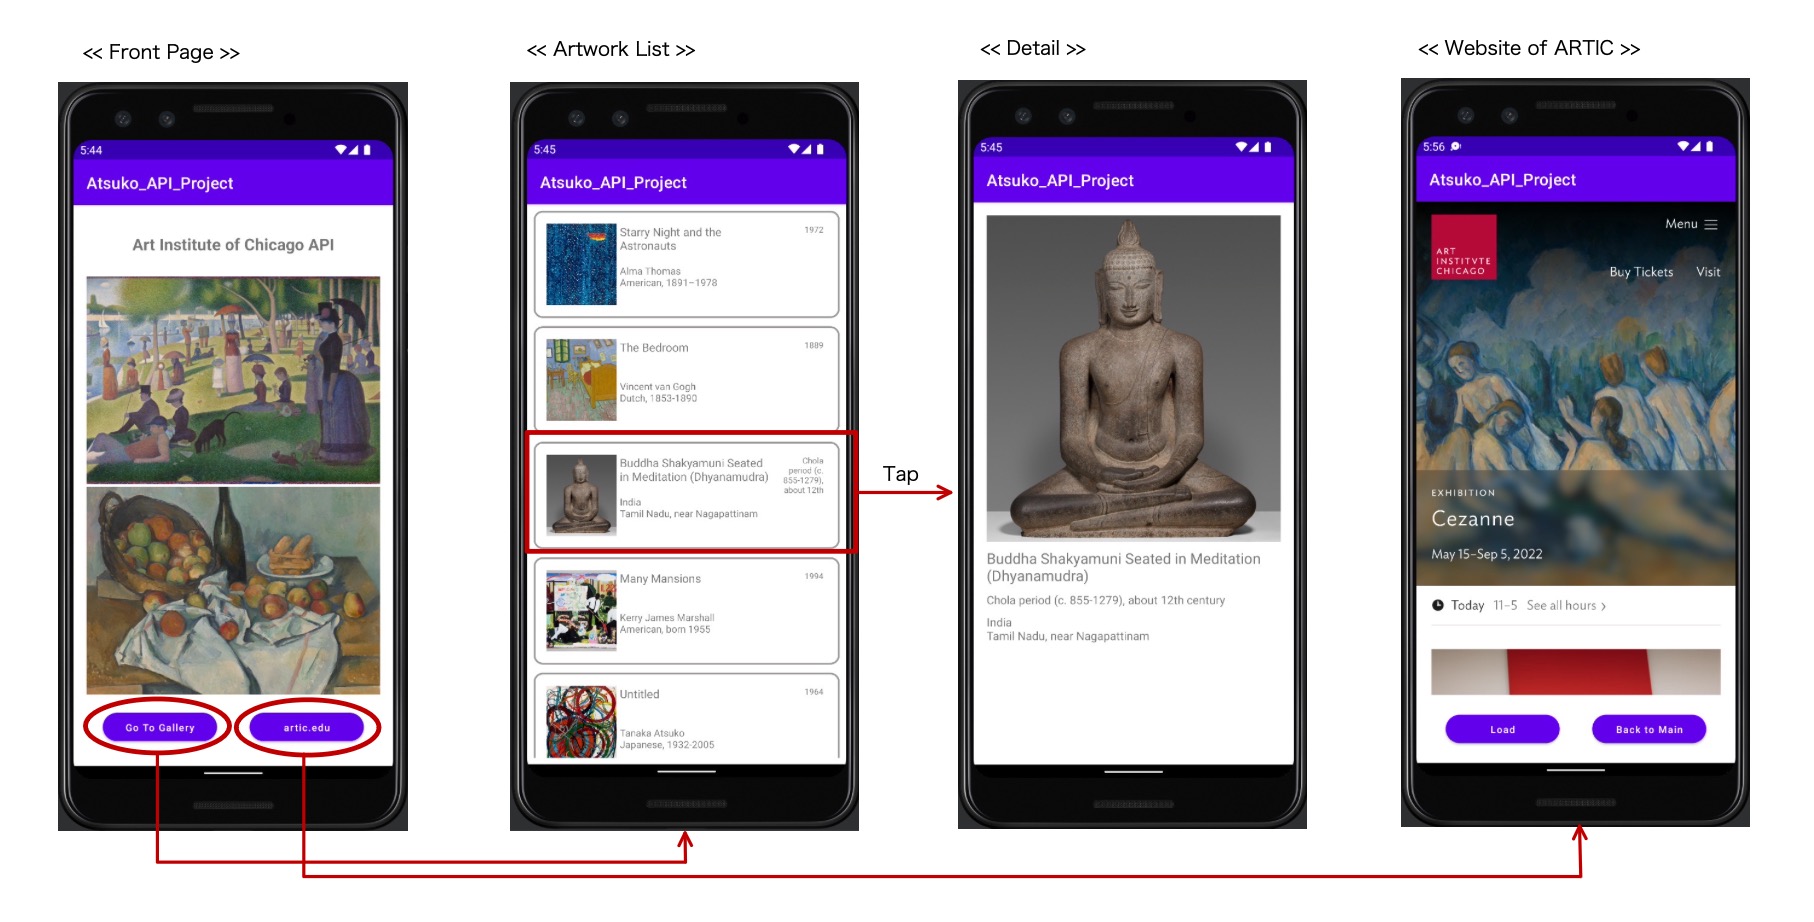 << Front Page >>
5:44
Atsuko_API_Project
Art Institute of Chicago API
Go To Gallery
artic.edu
<< Artwork List >>
5:45
Atsuko_API_Project
Starry Night and the
Astronauts
1972
Alma Thomas
American, 1891–1978
The Bedroom
1889
Vincent van Gogh
Dutch, 1853-1890
Buddha Shakyamuni Seated
in Meditation (Dhyanamudra)
Chola
period (c.
855-1279),
about 12th
India
Tamil Nadu, near Nagapattinam
Many Mansions
1994
Kerry James Marshall
American, born 1955
Untitled
1964
Tanaka Atsuko
Japanese, 1932-2005
Tap
<< Detail >>
5:45
Atsuko_API_Project
Buddha Shakyamuni Seated in Meditation
(Dhyanamudra)
Chola period (c. 855-1279), about 12th century
India
Tamil Nadu, near Nagapattinam
<< Website of ARTIC >>
5:56
Atsuko_API_Project
ART
INSTITVTE
CHICAGO
Menu
Buy Tickets Visit
EXHIBITION
Cezanne
May 15–Sep 5, 2022
Today 11–5 See all hours ›
Load
Back to Main